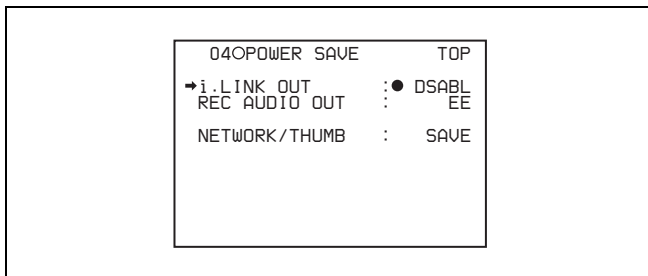 04○POWER SAVE TOP
➡i.LINK OUT :● DSABL
REC AUDIO OUT : EE
NETWORK/THUMB : SAVE